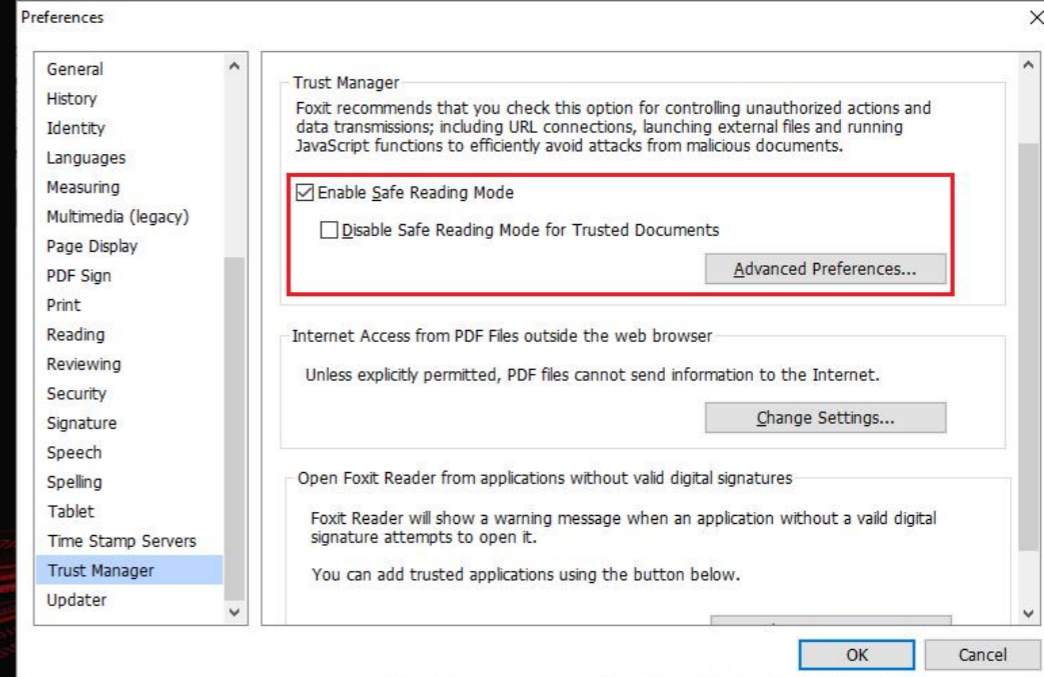 Preferences
General
History
Identity
Languages
Measuring
Multimedia (legacy)
Page Display
PDF Sign
Print
Reading
Reviewing
Security
Signature
Speech
Spelling
Tablet
Time Stamp Servers
Trust Manager
Updater
Trust Manager
Foxit recommends that you check this option for controlling unauthorized actions and
data transmissions; including URL connections, launching external files and running
JavaScript functions to efficiently avoid attacks from malicious documents.
Enable Safe Reading Mode
Disable Safe Reading Mode for Trusted Documents
Advanced Preferences...
Internet Access from PDF Files outside the web browser
Unless explicitly permitted, PDF files cannot send information to the Internet.
Change Settings...
Open Foxit Reader from applications without valid digital signatures
Foxit Reader will show a warning message when an application without a vaild digital
signature attempts to open it.
You can add trusted applications using the button below.
OK
Cancel